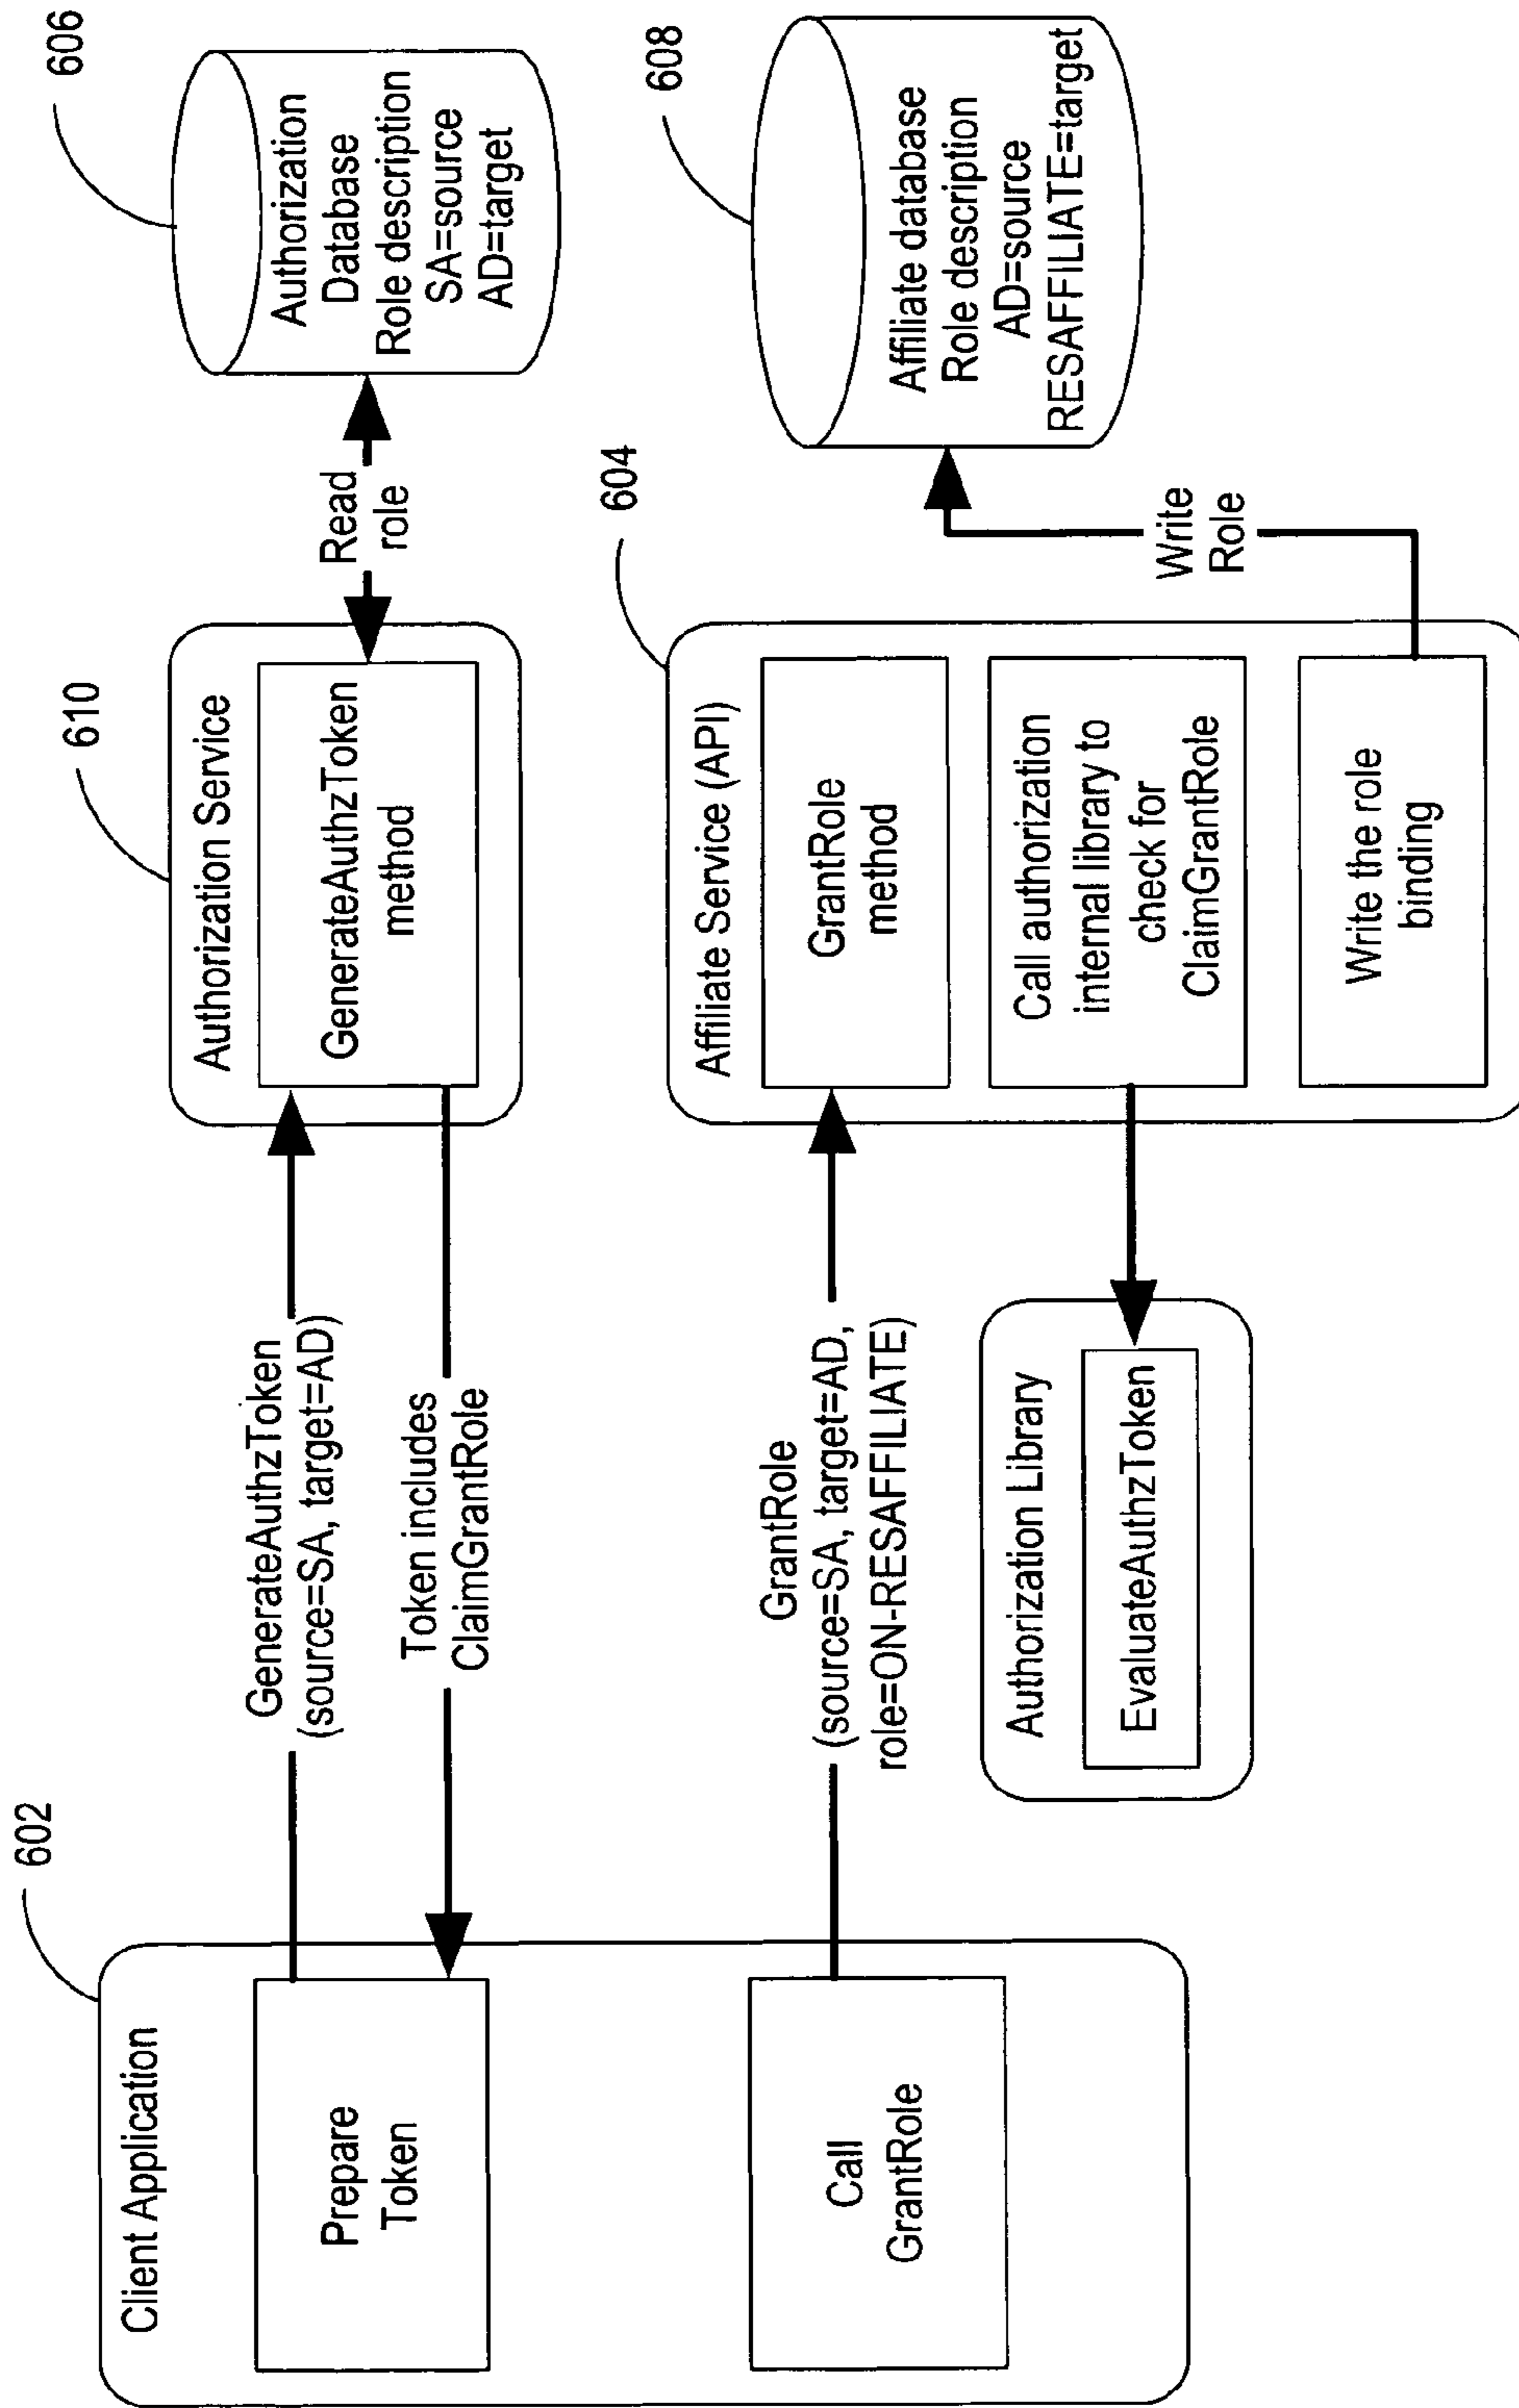 602
Client Application
Prepare
Token
Call
GrantRole
GenerateAuthzToken
(source=SA, target=AD)
Token includes
ClaimGrantRole
GrantRole
(source=SA, target=AD,
role=ON-RESAFFILIATE)
Authorization Library
EvaluateAuthzToken
610
Authorization Service
GenerateAuthzToken
method
604
Affiliate Service (API)
GrantRole
method
Call authorization
internal library to
check for
ClaimGrantRole
Write the role
binding
Read
role
Write
Role
606
Authorization
Database
Role description
SA=source
AD=target
608
Affiliate database
Role description
AD=source
RESAFFILIATE=target